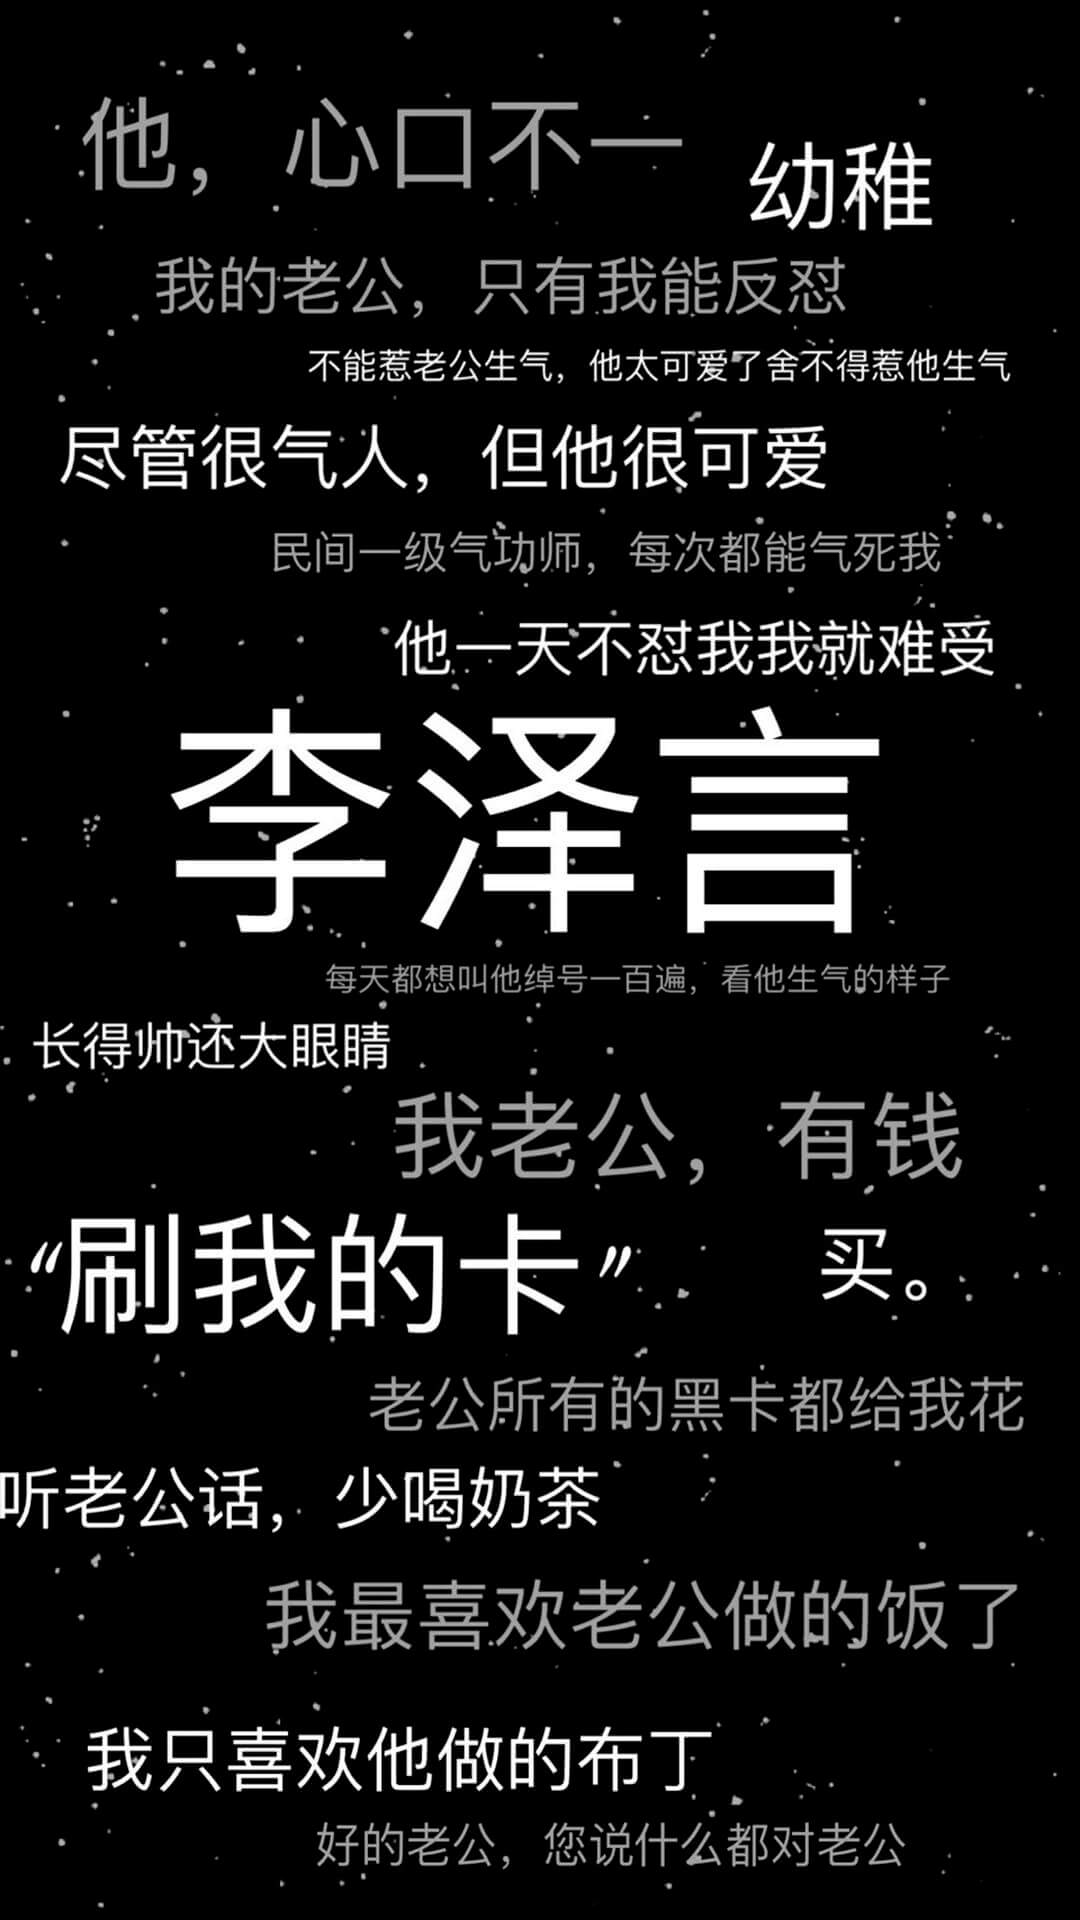 他，心口不一
幼稚
我的老公，只有我能反怼
不能惹老公生气，他太可爱了舍不得惹他生气
尽管很气人，但他很可爱
民间一级气功师，每次都能气死我
他一天不怼我我就难受
李泽言
每天都想叫他绰号一百遍，看他生气的样子
长得帅还大眼睛
我老公，有钱
“刷我的卡”
买。
老公所有的黑卡都给我花
听老公话，少喝奶茶
我最喜欢老公做的饭了
我只喜欢他做的布丁
好的老公，您说什么都对老公